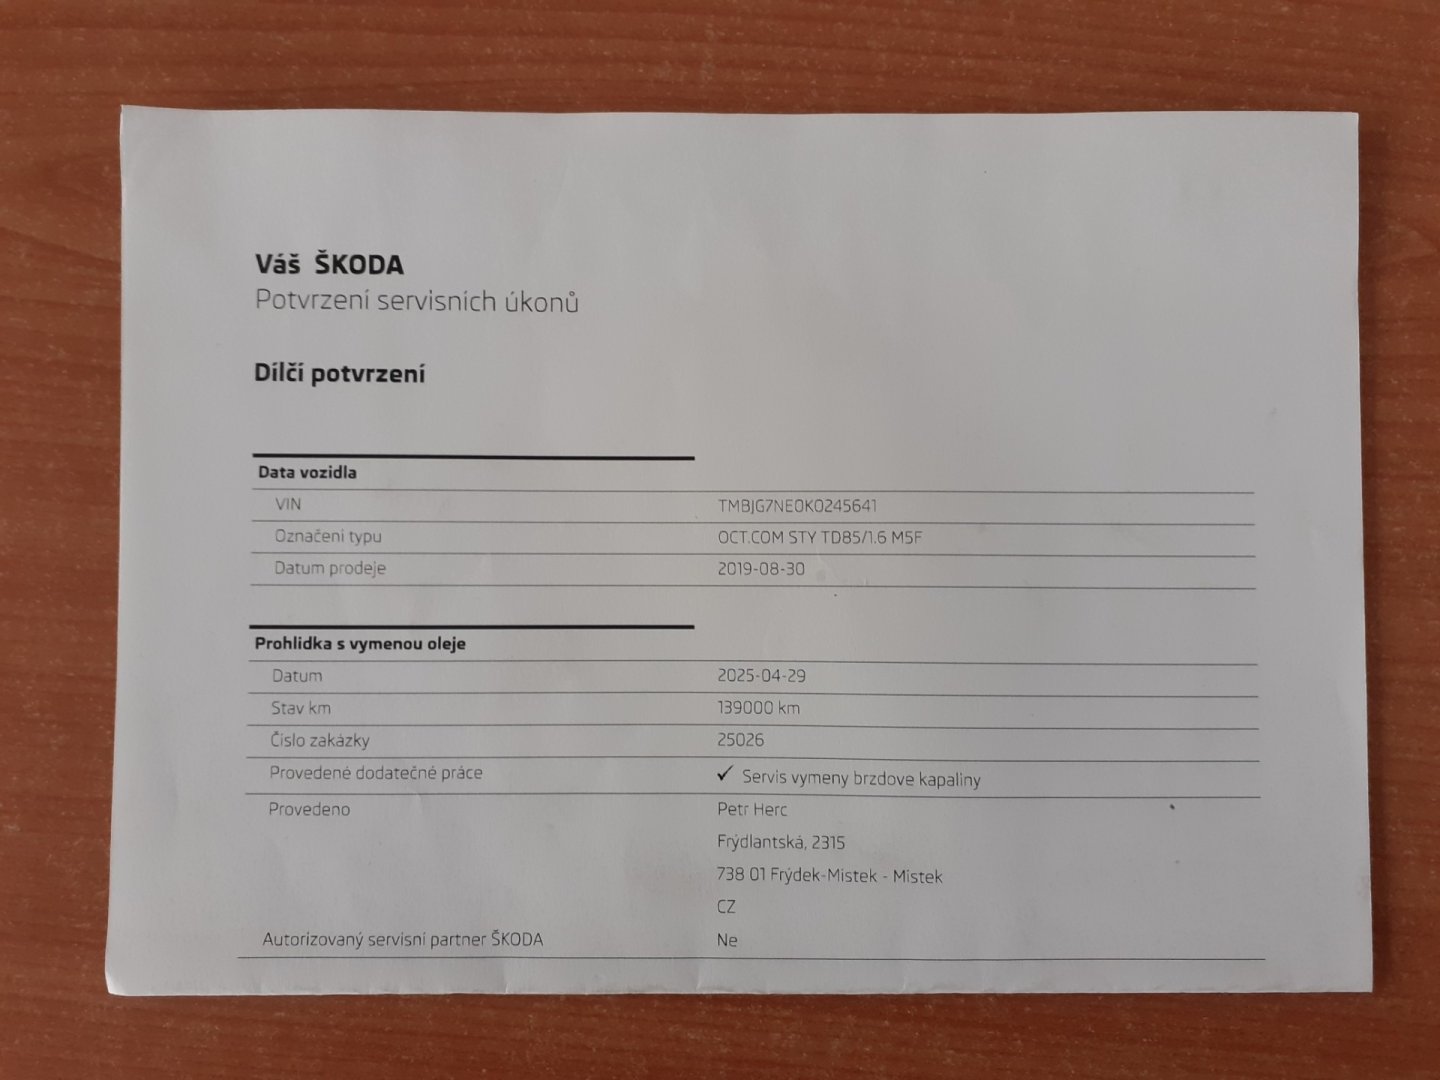 Váš ŠKODA
Potvrzení servisních úkonů
Dílčí potvrzení
Data vozidla
VIN TMBJG7NE0K0245641
Označení typu OCT.COM STY TD85/1.6 M5F
Datum prodeje 2019-08-30
Prohlidka s vymenou oleje
Datum 2025-04-29
Stav km 139000 km
Číslo zakázky 25026
Provedené dodatečné práce ✓ Servis vymeny brzdove kapaliny
Provedeno Petr Herc
Frýdlantská, 2315
738 01 Frýdek-Místek - Místek
CZ
Autorizovaný servisní partner ŠKODA Ne